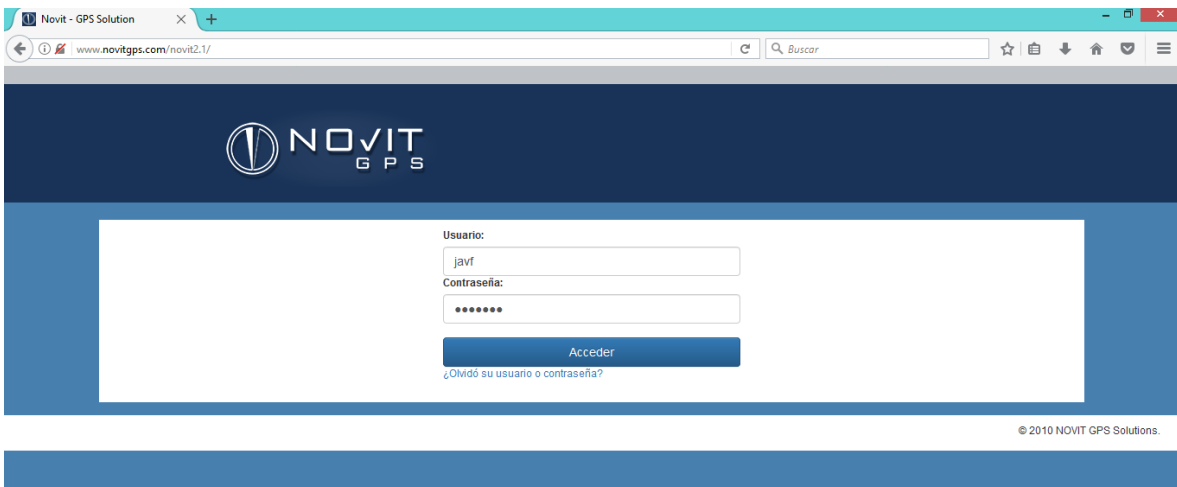 Novit - GPS Solution
www.novitgps.com/novit2.1/
Buscar
NOVIT
GPS
Usuario:
javf
Contraseña:
•••••••
Acceder
¿Olvidó su usuario o contraseña?
© 2010 NOVIT GPS Solutions.